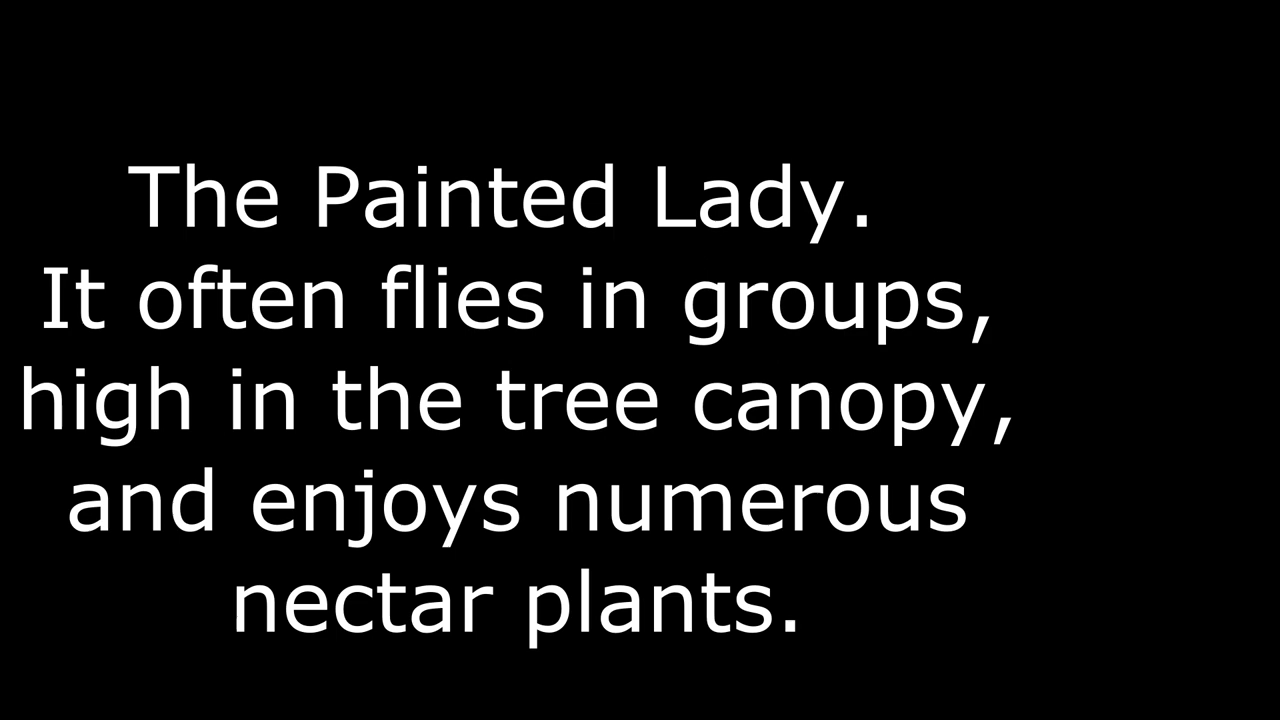 The Painted Lady.
It often flies in groups,
high in the tree canopy,
and enjoys numerous
nectar plants.